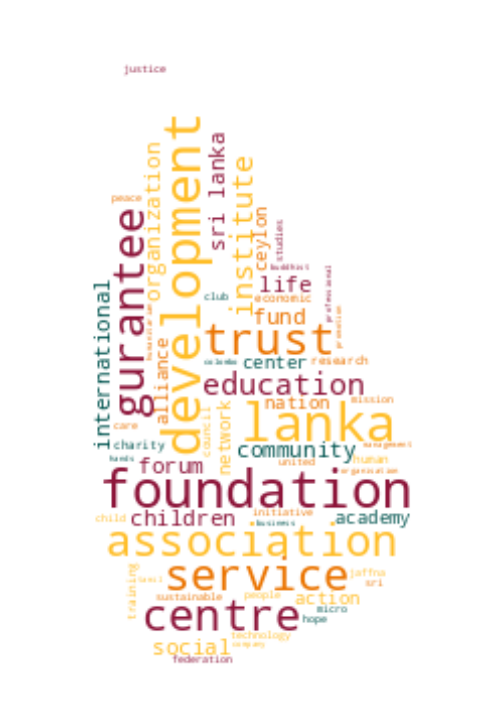 justice
development
sri lanka
organization
institute
peace
gurantee
ceylon
studies
buddhist
life
professional
international
club
economic
humanitarian
fund
promotion
trust
alliance
colombo
center
research
education
nation
mission
council
network
lanka
care
charity
community
management
hands
forum
united
human
organisation
foundation
child
children
initiative
business
academy
association
service
training
tamil
jaffna
sri
sustainable
people
action
centre
micro
hope
technology
social
company
federation